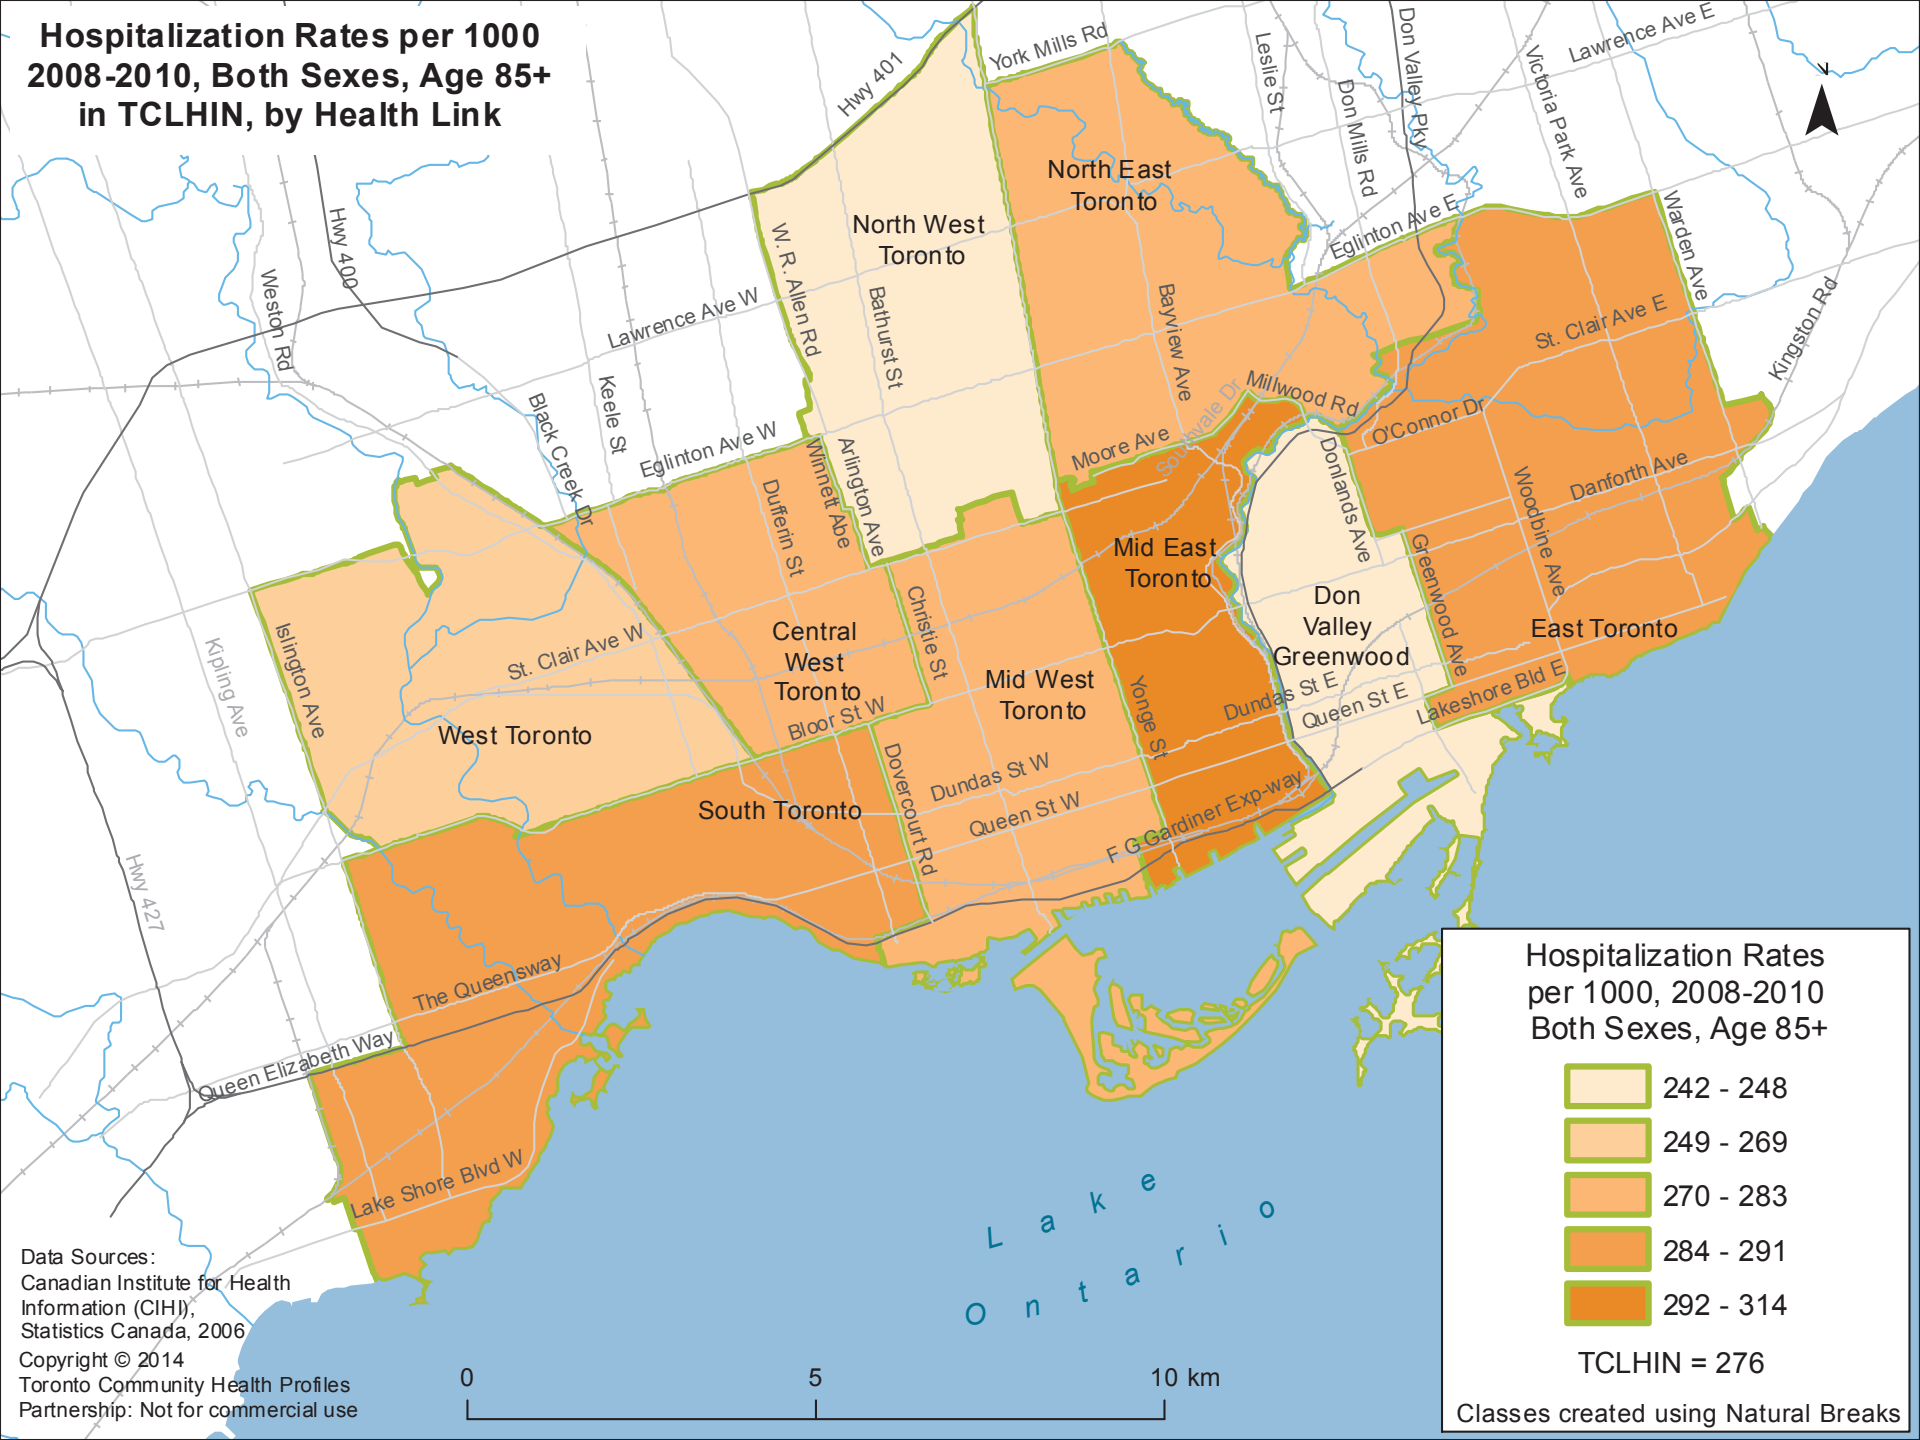 Hospitalization Rates per 1000
2008-2010, Both Sexes, Age 85+
in TCLHIN, by Health Link
Hwy 401
York Mills Rd
Leslie St
Don Mills Rd
Don Valley Pky
Victoria Park Ave
Lawrence Ave E
N
North East
Toronto
North West
Toronto
Hwy 400
Weston Rd
W. R. Allen Rd
Bathurst St
Bayview Ave
Eglinton Ave E
Warden Ave
Kingston Rd
St. Clair Ave E
Lawrence Ave W
Keele St
Black Creek Dr
Eglinton Ave W
Dufferin St
Winnett Abe
Arlington Ave
Moore Ave
Southvale Dr
Millwood Rd
O'Connor Dr
Donlands Ave
Danforth Ave
Woodbine Ave
Greenwood Ave
Mid East
Toronto
Don
Valley
Greenwood
East Toronto
Christie St
Central
West
Toronto
Mid West
Toronto
Kipling Ave
Islington Ave
St. Clair Ave W
West Toronto
Bloor St W
Yonge St
Dundas St E
Queen St E
Lakeshore Bld E
South Toronto
Dovercourt Rd
Dundas St W
Queen St W
F G Gardiner Exp-way
Hwy 427
The Queensway
Queen Elizabeth Way
Lake Shore Blvd W
Lake
Ontario
Hospitalization Rates
per 1000, 2008-2010
Both Sexes, Age 85+
242 - 248
249 - 269
270 - 283
284 - 291
292 - 314
TCLHIN = 276
Classes created using Natural Breaks
Data Sources:
Canadian Institute for Health
Information (CIHI),
Statistics Canada, 2006
Copyright © 2014
Toronto Community Health Profiles
Partnership: Not for commercial use
0 5 10 km